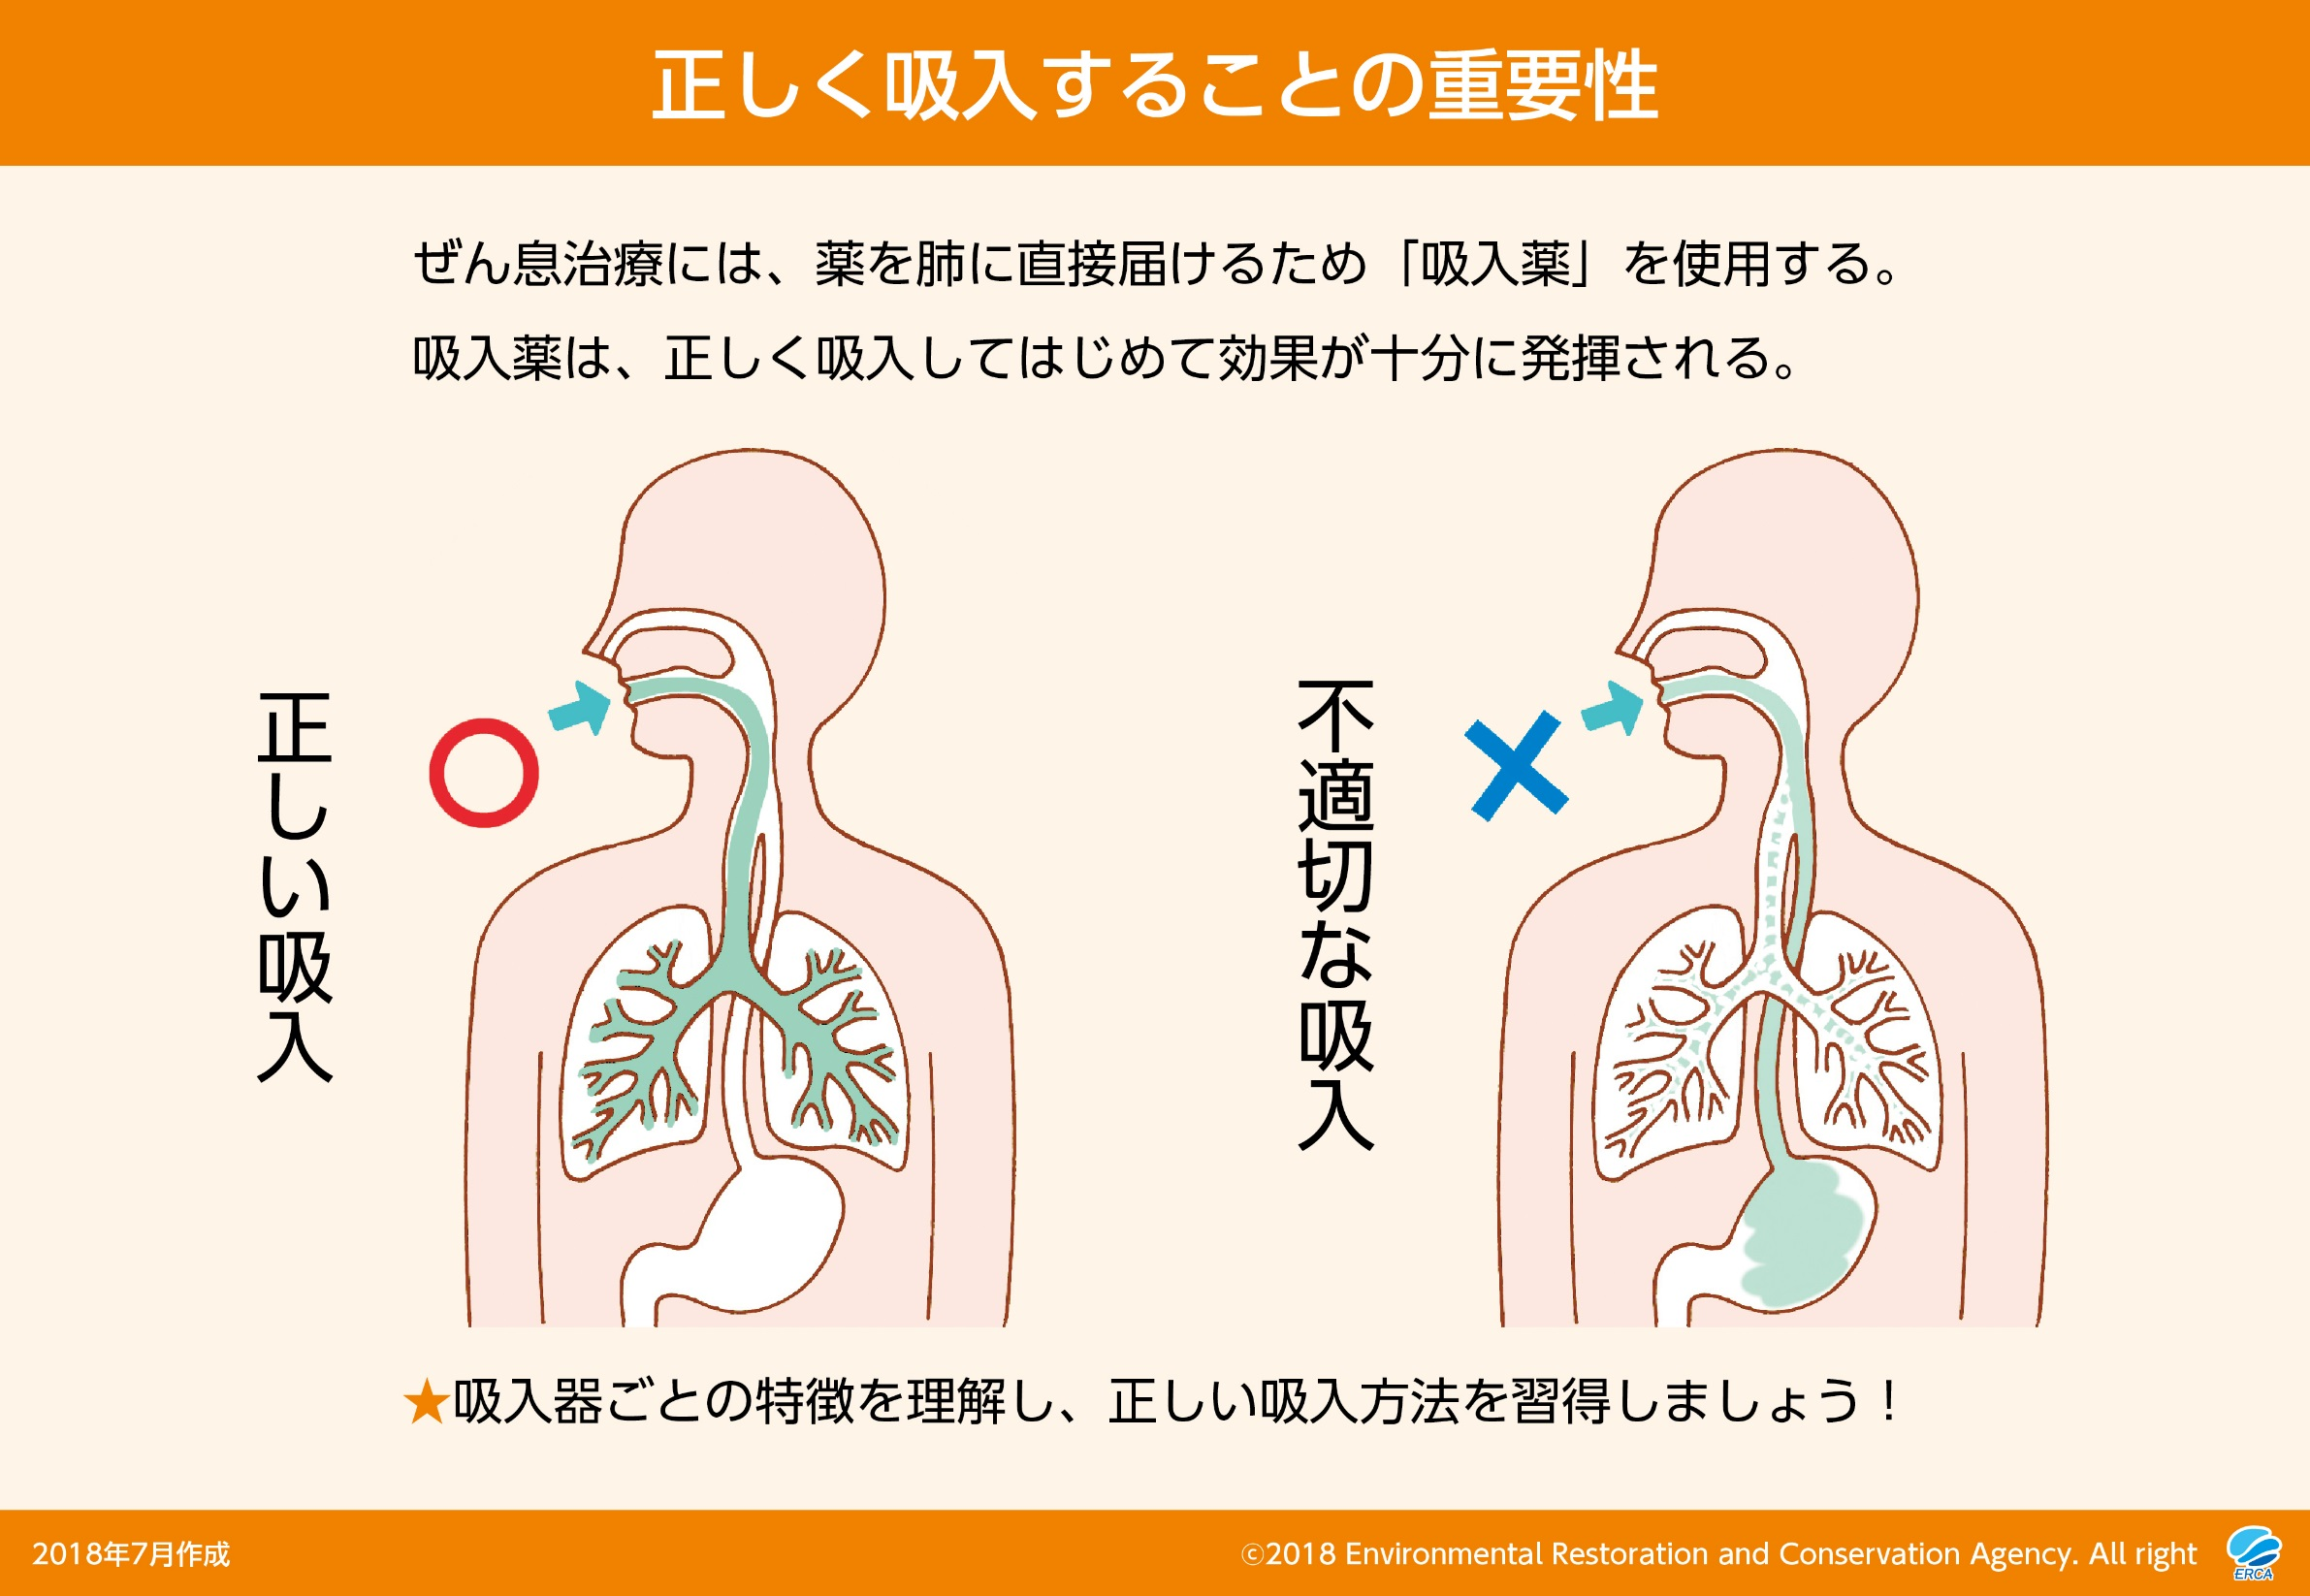 正しく吸入することの重要性
ぜん息治療には、薬を肺に直接届けるため「吸入薬」を使用する。
吸入薬は、正しく吸入してはじめて効果が十分に発揮される。
正しい吸入
不適切な吸入
★吸入器ごとの特徴を理解し、正しい吸入方法を習得しましょう！
2018年7月作成
©2018 Environmental Restoration and Conservation Agency. All right
ERCA